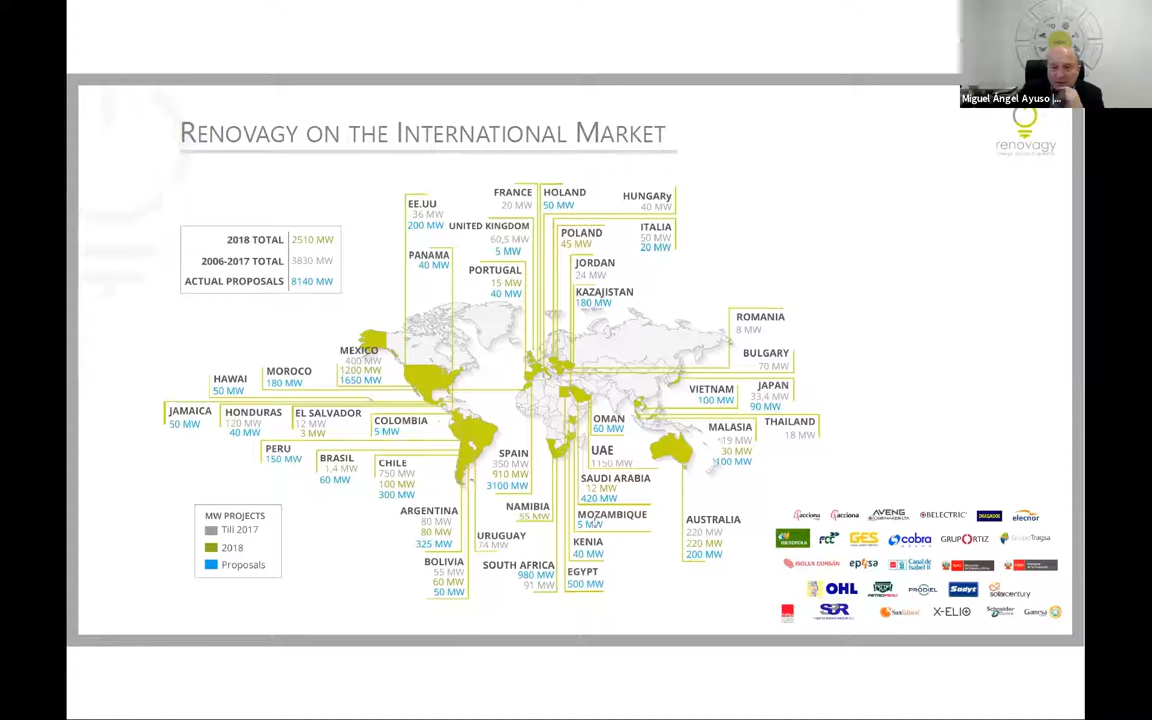 Miguel Ángel Ayuso |...
RENOVAGY ON THE INTERNATIONAL MARKET
renovagy
2018 TOTAL 2510 MW
2006-2017 TOTAL 3830 MW
ACTUAL PROPOSALS 8140 MW
EE.UU
36 MW
200 MW
PANAMA
40 MW
FRANCE
20 MW
UNITED KINGDOM
60,5 MW
5 MW
PORTUGAL
15 MW
40 MW
HOLAND
50 MW
POLAND
45 MW
JORDAN
24 MW
KAZAJISTAN
180 MW
HUNGARy
40 MW
ITALIA
50 MW
20 MW
ROMANIA
8 MW
BULGARY
70 MW
JAPAN
33,4 MW
90 MW
VIETNAM
100 MW
THAILAND
18 MW
MALASIA
19 MW
30 MW
100 MW
MEXICO
400 MW
1200 MW
1650 MW
MOROCO
180 MW
HAWAI
50 MW
JAMAICA
50 MW
HONDURAS
120 MW
40 MW
EL SALVADOR
12 MW
3 MW
COLOMBIA
5 MW
PERU
150 MW
BRASIL
1,4 MW
60 MW
CHILE
750 MW
100 MW
300 MW
ARGENTINA
80 MW
80 MW
325 MW
BOLIVIA
55 MW
60 MW
50 MW
URUGUAY
74 MW
SPAIN
350 MW
910 MW
3100 MW
NAMIBIA
55 MW
SOUTH AFRICA
980 MW
91 MW
OMAN
60 MW
UAE
1150 MW
SAUDI ARABIA
12 MW
420 MW
MOZAMBIQUE
5 MW
KENIA
40 MW
EGYPT
500 MW
AUSTRALIA
220 MW
220 MW
200 MW
MW PROJECTS
Tili 2017
2018
Proposals
acciona
acciona
AVENG
BELECTRIC
DRAGADOS
elecnor
IBERDROLA
FCC
GES
cobra
GRUPORTIZ
GrupoTragsa
ISOLUX CORSÁN
epgsa
Canal de Isabel II
OHL
PETROPERU
PRODIEL
Sadyt
solarcentury
SunEdison
X-ELIO
Schneider Electric
Gamesa